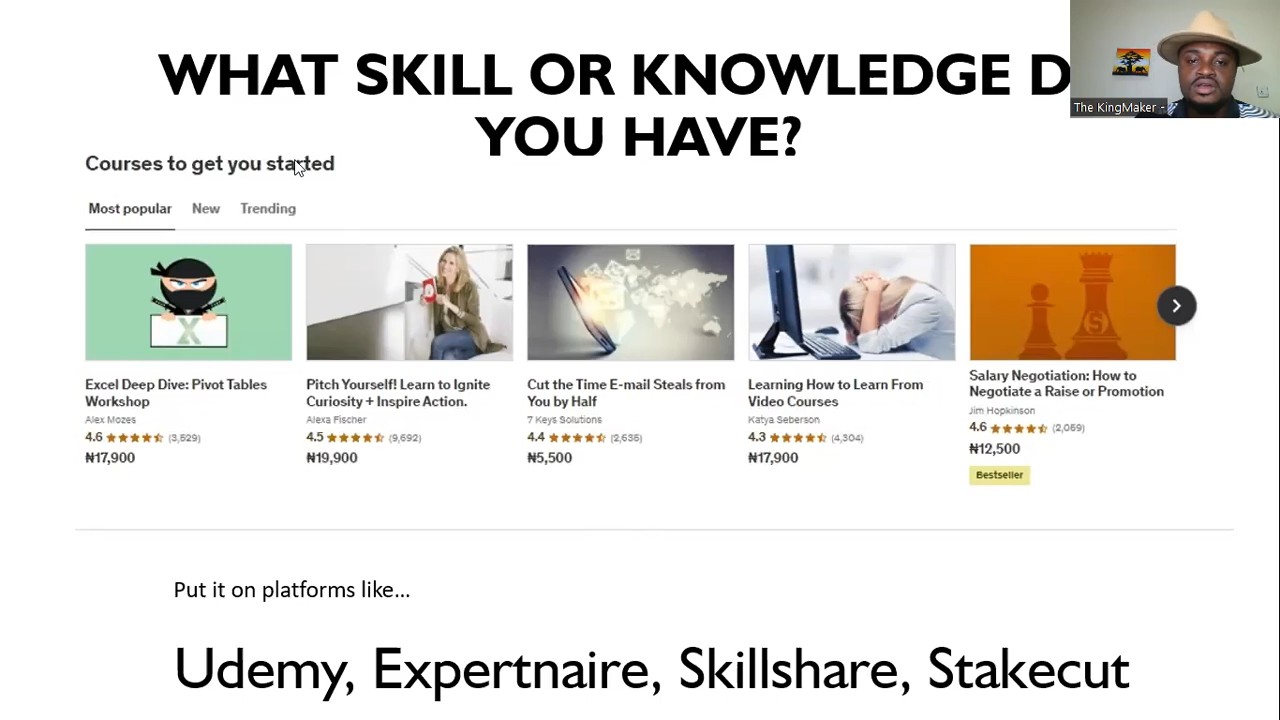 WHAT SKILL OR KNOWLEDGE D
YOU HAVE?
The KingMaker -
Courses to get you started
Most popular New Trending
X
S
Excel Deep Dive: Pivot Tables
Workshop
Alex Mozes
4.6 (3,529)
₦17,900
Pitch Yourself! Learn to Ignite
Curiosity + Inspire Action.
Alexa Fischer
4.5 (9,692)
₦19,900
Cut the Time E-mail Steals from
You by Half
7 Keys Solutions
4.4 (2,635)
₦5,500
Learning How to Learn From
Video Courses
Katya Seberson
4.3 (4,304)
₦17,900
Salary Negotiation: How to
Negotiate a Raise or Promotion
Jim Hopkinson
4.6 (2,059)
₦12,500
Bestseller
Put it on platforms like...
Udemy, Expertnaire, Skillshare, Stakecut